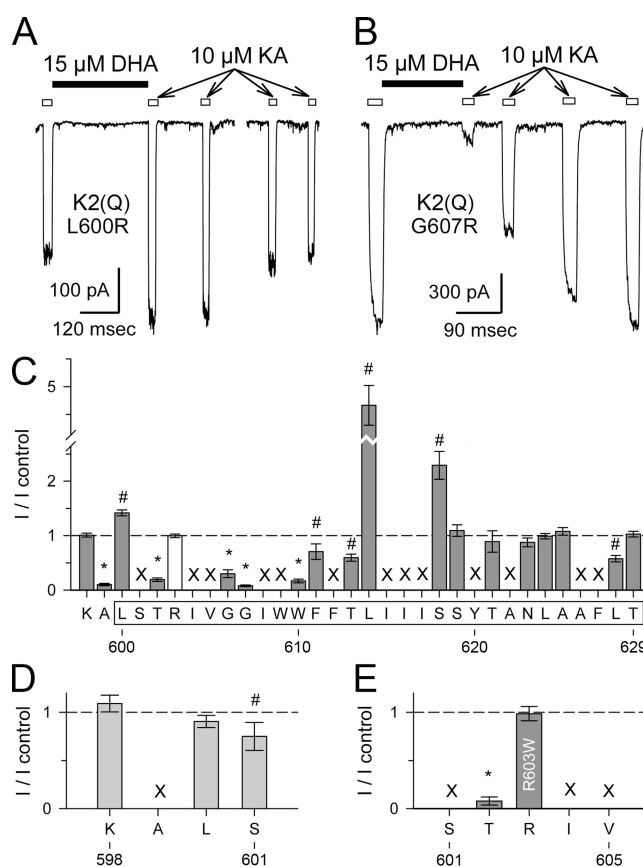 A
15 μM DHA
10 μM KA
K2(Q)
L600R
100 pA
120 msec
B
15 μM DHA
10 μM KA
K2(Q)
G607R
300 pA
90 msec
C
I / I control
5
2
1
0
* # X * X X * * X X * # X # # X X X # X X X X #
K A L S T R I V G G I W W F F T L I I I S S Y T A N L A A F L T
600 610 620 629
D
I / I control
1
0
X #
K A L S
598 601
E
I / I control
1
0
X * R603W X X
S T R I V
601 605